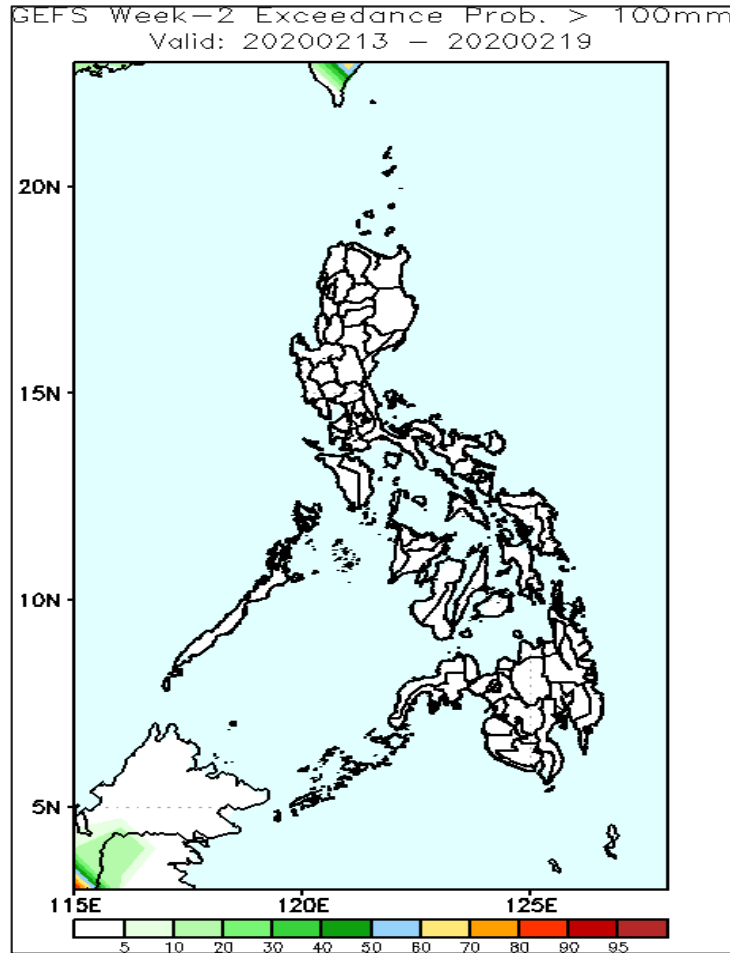 GEFS Week-2 Exceedance Prob. > 100mm
Valid: 20200213 - 20200219
20N
15N
10N
5N
115E 120E 125E
5 10 20 30 40 50 60 70 80 90 95